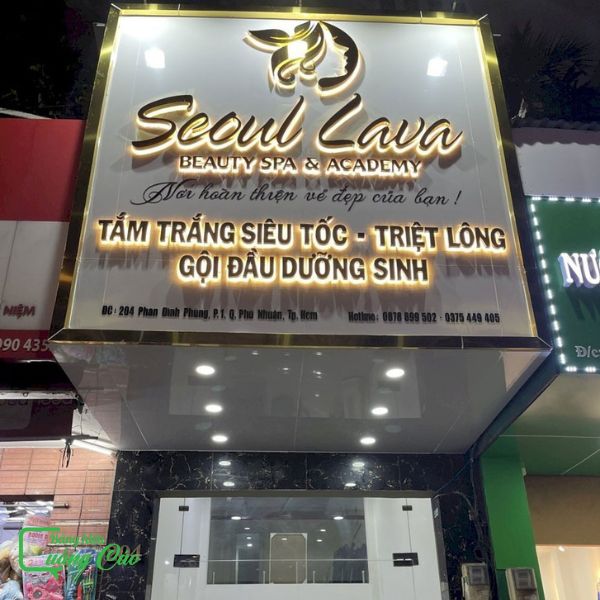 Seoul Lava
BEAUTY SPA & ACADEMY
Nơi hoàn thiện vẻ đẹp của bạn !
TẮM TRẮNG SIÊU TỐC - TRIỆT LÔNG
GỘI ĐẦU DƯỠNG SINH
ĐC: 204 Phan Đình Phùng, P.1, Q. Phú Nhuận, Tp. Hcm
Hotline: 0878 899 502 - 0375 449 405
NIỆM
090 435
NƯ
Đ/c: